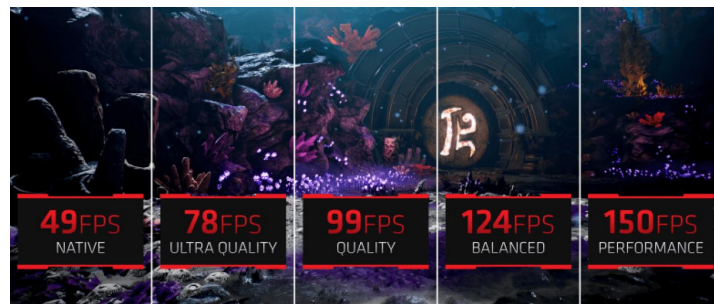 49FPS
NATIVE
78FPS
ULTRA QUALITY
99FPS
QUALITY
124FPS
BALANCED
150FPS
PERFORMANCE